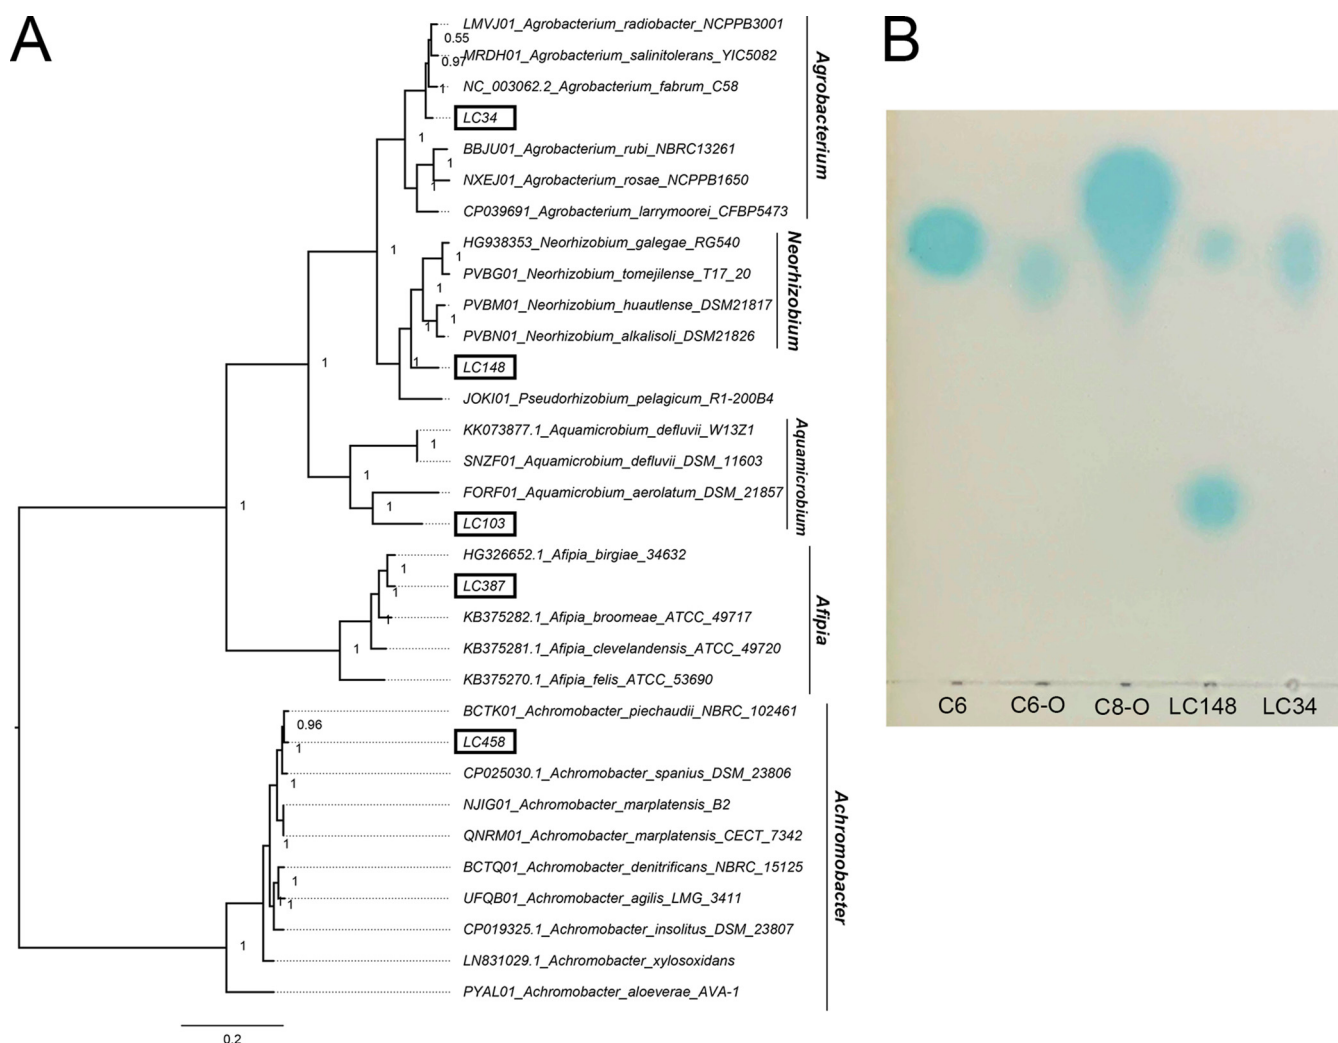 A
LMVJ01_Agrobacterium_radiobacter_NCPPB3001
0.55
MRDH01_Agrobacterium_salinitolerans_YIC5082
0.97
NC_003062.2_Agrobacterium_fabrum_C58
1
LC34
1
BBJU01_Agrobacterium_rubi_NBRC13261
1
NXEJ01_Agrobacterium_rosae_NCPPB1650
1
CP039691_Agrobacterium_larrymoorei_CFBP5473
Agrobacterium
1
HG938353_Neorhizobium_galegae_RG540
1
PVBG01_Neorhizobium_tomejilense_T17_20
1
PVBM01_Neorhizobium_huautlense_DSM21817
1
1
PVBN01_Neorhizobium_alkalisoli_DSM21826
Neorhizobium
1
1
LC148
JOKI01_Pseudorhizobium_pelagicum_R1-200B4
KK073877.1_Aquamicrobium_defluvii_W13Z1
1
SNZF01_Aquamicrobium_defluvii_DSM_11603
1
FORF01_Aquamicrobium_aerolatum_DSM_21857
1
LC103
Aquamicrobium
1
HG326652.1_Afipia_birgiae_34632
1
LC387
1
KB375282.1_Afipia_broomeae_ATCC_49717
1
KB375281.1_Afipia_clevelandensis_ATCC_49720
1
KB375270.1_Afipia_felis_ATCC_53690
Afipia
BCTK01_Achromobacter_piechaudii_NBRC_102461
0.96
LC458
1
CP025030.1_Achromobacter_spanius_DSM_23806
1
NJIG01_Achromobacter_marplatensis_B2
QNRM01_Achromobacter_marplatensis_CECT_7342
1
BCTQ01_Achromobacter_denitrificans_NBRC_15125
1
UFQB01_Achromobacter_agilis_LMG_3411
1
CP019325.1_Achromobacter_insolitus_DSM_23807
1
LN831029.1_Achromobacter_xylosoxidans
PYAL01_Achromobacter_aloeverae_AVA-1
Achromobacter
0.2
B
C6 C6-O C8-O LC148 LC34